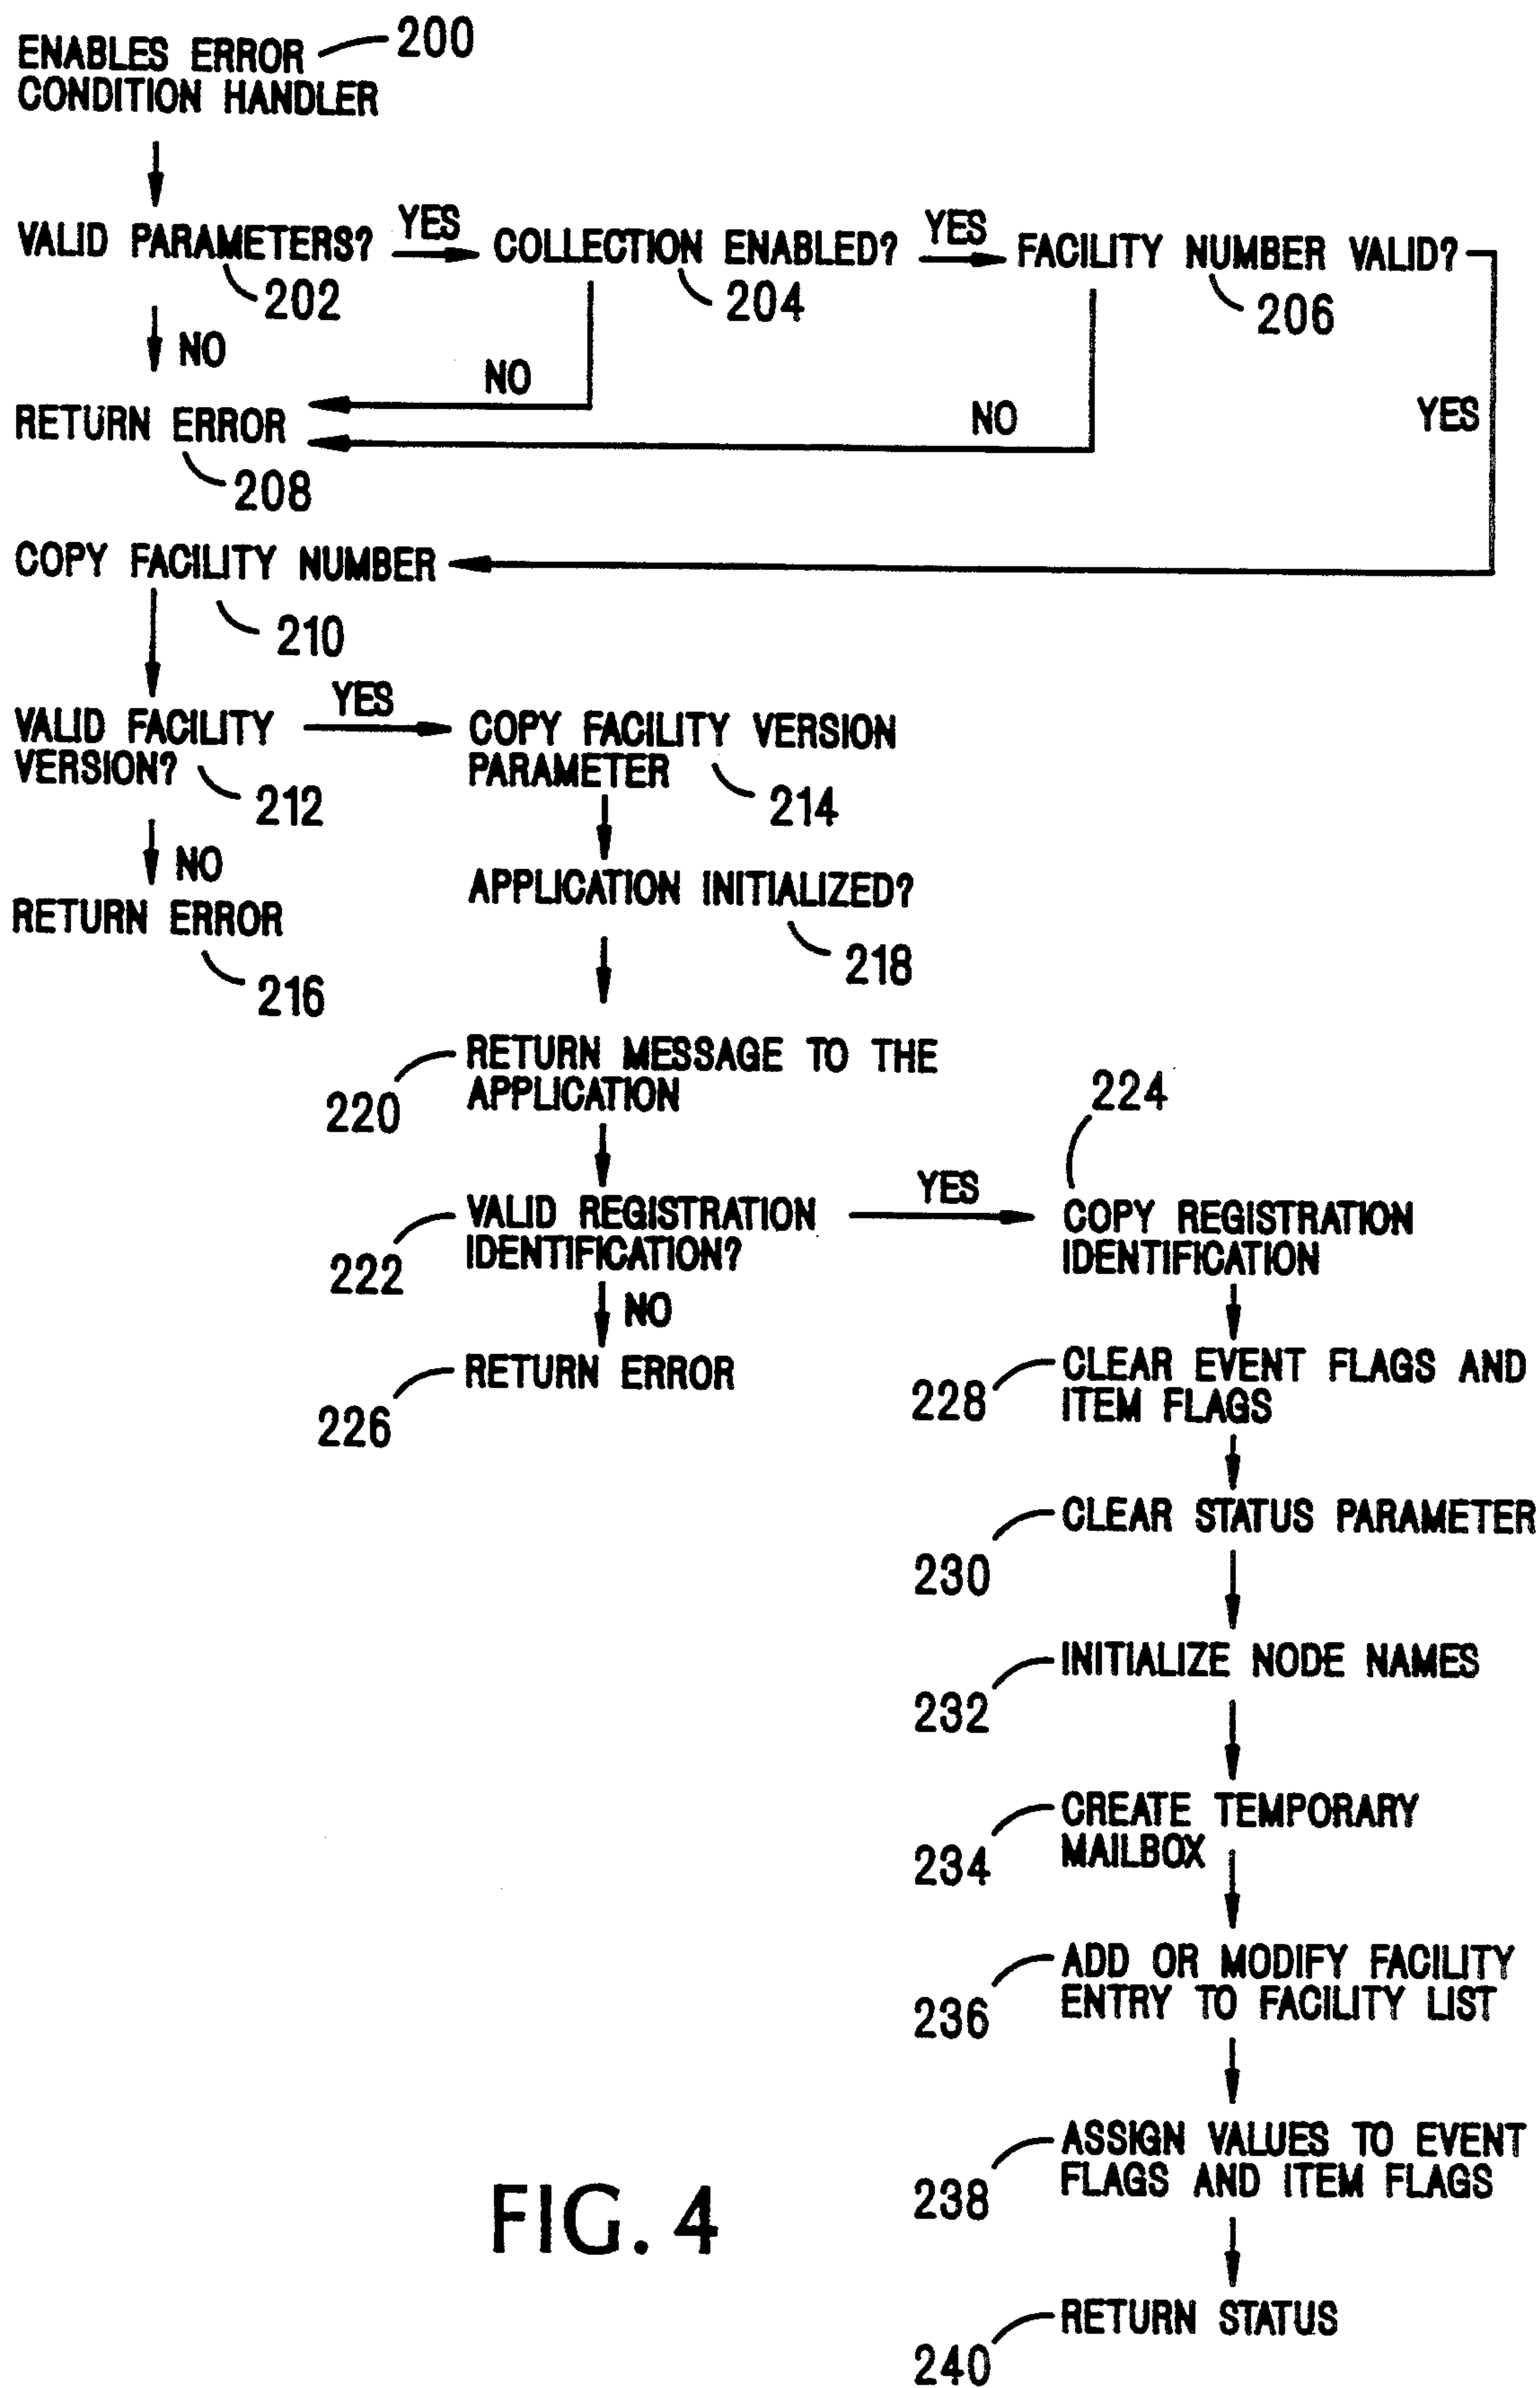 ENABLES ERROR
CONDITION HANDLER
200
VALID PARAMETERS?
202
YES
COLLECTION ENABLED?
204
YES
FACILITY NUMBER VALID?
206
NO
NO
NO
YES
RETURN ERROR
208
COPY FACILITY NUMBER
210
VALID FACILITY
VERSION?
212
YES
COPY FACILITY VERSION
PARAMETER
214
NO
RETURN ERROR
216
APPLICATION INITIALIZED?
218
RETURN MESSAGE TO THE
APPLICATION
220
VALID REGISTRATION
IDENTIFICATION?
222
YES
224
COPY REGISTRATION
IDENTIFICATION
NO
RETURN ERROR
226
CLEAR EVENT FLAGS AND
ITEM FLAGS
228
CLEAR STATUS PARAMETER
230
INITIALIZE NODE NAMES
232
CREATE TEMPORARY
MAILBOX
234
ADD OR MODIFY FACILITY
ENTRY TO FACILITY LIST
236
ASSIGN VALUES TO EVENT
FLAGS AND ITEM FLAGS
238
RETURN STATUS
240
FIG. 4